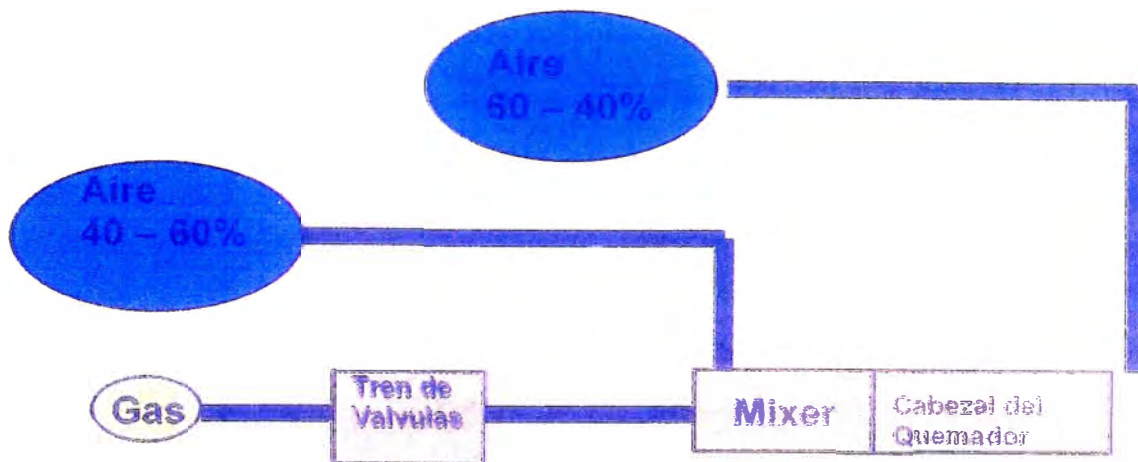 Aire
60 – 40%
Aire
40 – 60%
Gas
Tren de
Valvulas
Mixer
Cabezal del
Quemador